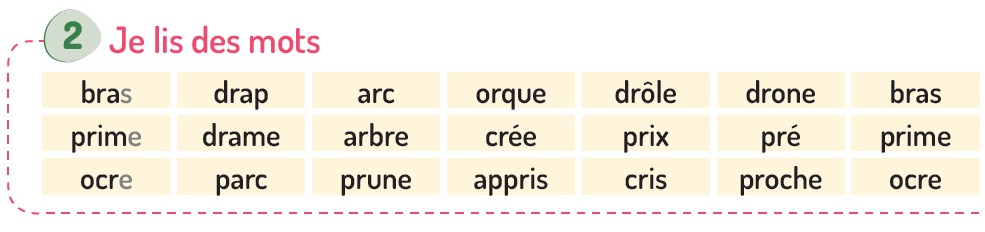 2 Je lis des mots
bras drap arc orque drôle drone bras
prime drame arbre crée prix pré prime
ocre parc prune appris cris proche ocre